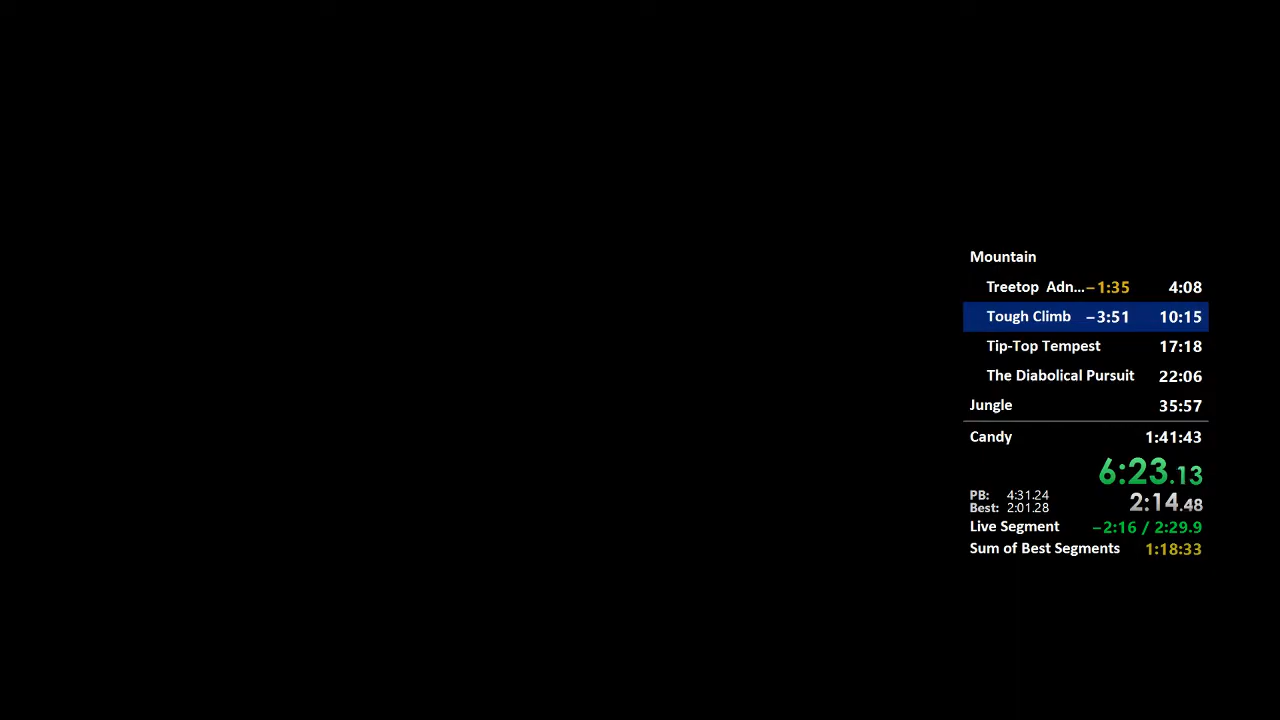 Mountain
Treetop Adn... −1:35 4:08
Tough Climb −3:51 10:15
Tip-Top Tempest 17:18
The Diabolical Pursuit 22:06
Jungle 35:57
Candy 1:41:43
6:23.13
PB: 4:31.24
Best: 2:01.28
2:14.48
Live Segment −2:16 / 2:29.9
Sum of Best Segments 1:18:33